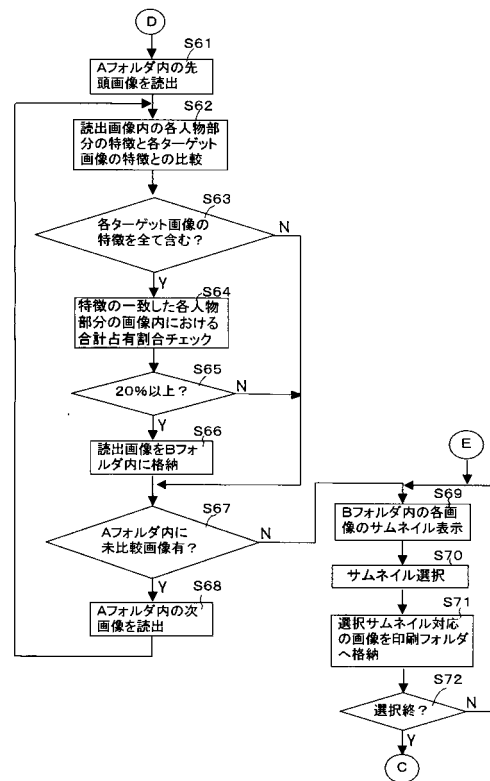 D
S61
Aフォルダ内の先
頭画像を読出
S62
読出画像内の各人物部
分の特徴と各ターゲット
画像の特徴との比較
S63
各ターゲット画像の
特徴を全て含む?
N
Y
S64
特徴の一致した各人物
部分の画像内における
合計占有割合チェック
S65
20%以上?
N
Y
S66
読出画像をBフォ
ルダ内に格納
S67
Aフォルダ内に
未比較画像有?
N
Y
S68
Aフォルダ内の次
画像を読出
E
S69
Bフォルダ内の各画
像のサムネイル表示
S70
サムネイル選択
S71
選択サムネイル対応
の画像を印刷フォルダ
へ格納
S72
選択終?
N
Y
C